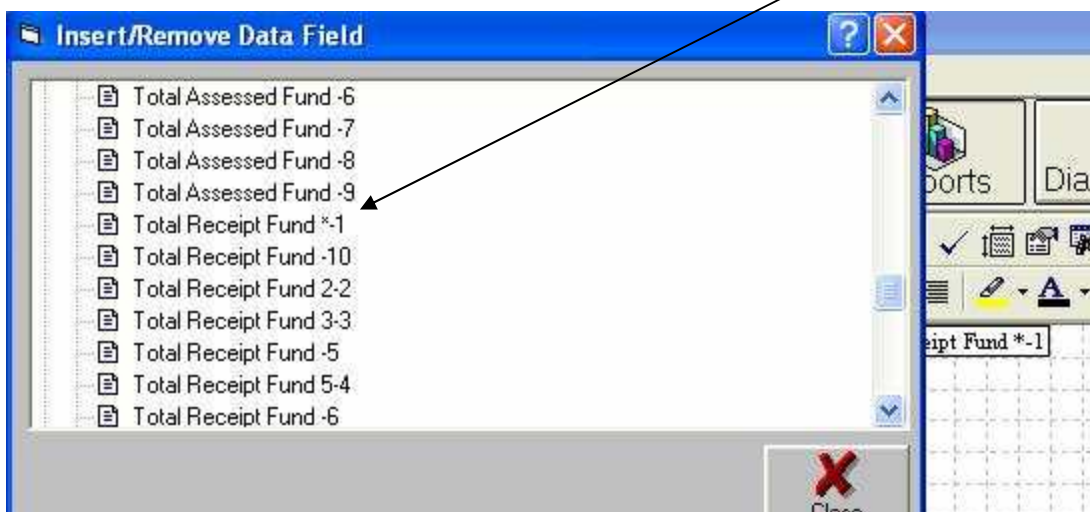 Insert/Remove Data Field
?
Total Assessed Fund -6
Total Assessed Fund -7
Total Assessed Fund -8
Total Assessed Fund -9
Total Receipt Fund *-1
Total Receipt Fund -10
Total Receipt Fund 2-2
Total Receipt Fund 3-3
Total Receipt Fund -5
Total Receipt Fund 5-4
Total Receipt Fund -6
Close
ports
Dia
A
eipt Fund *-1